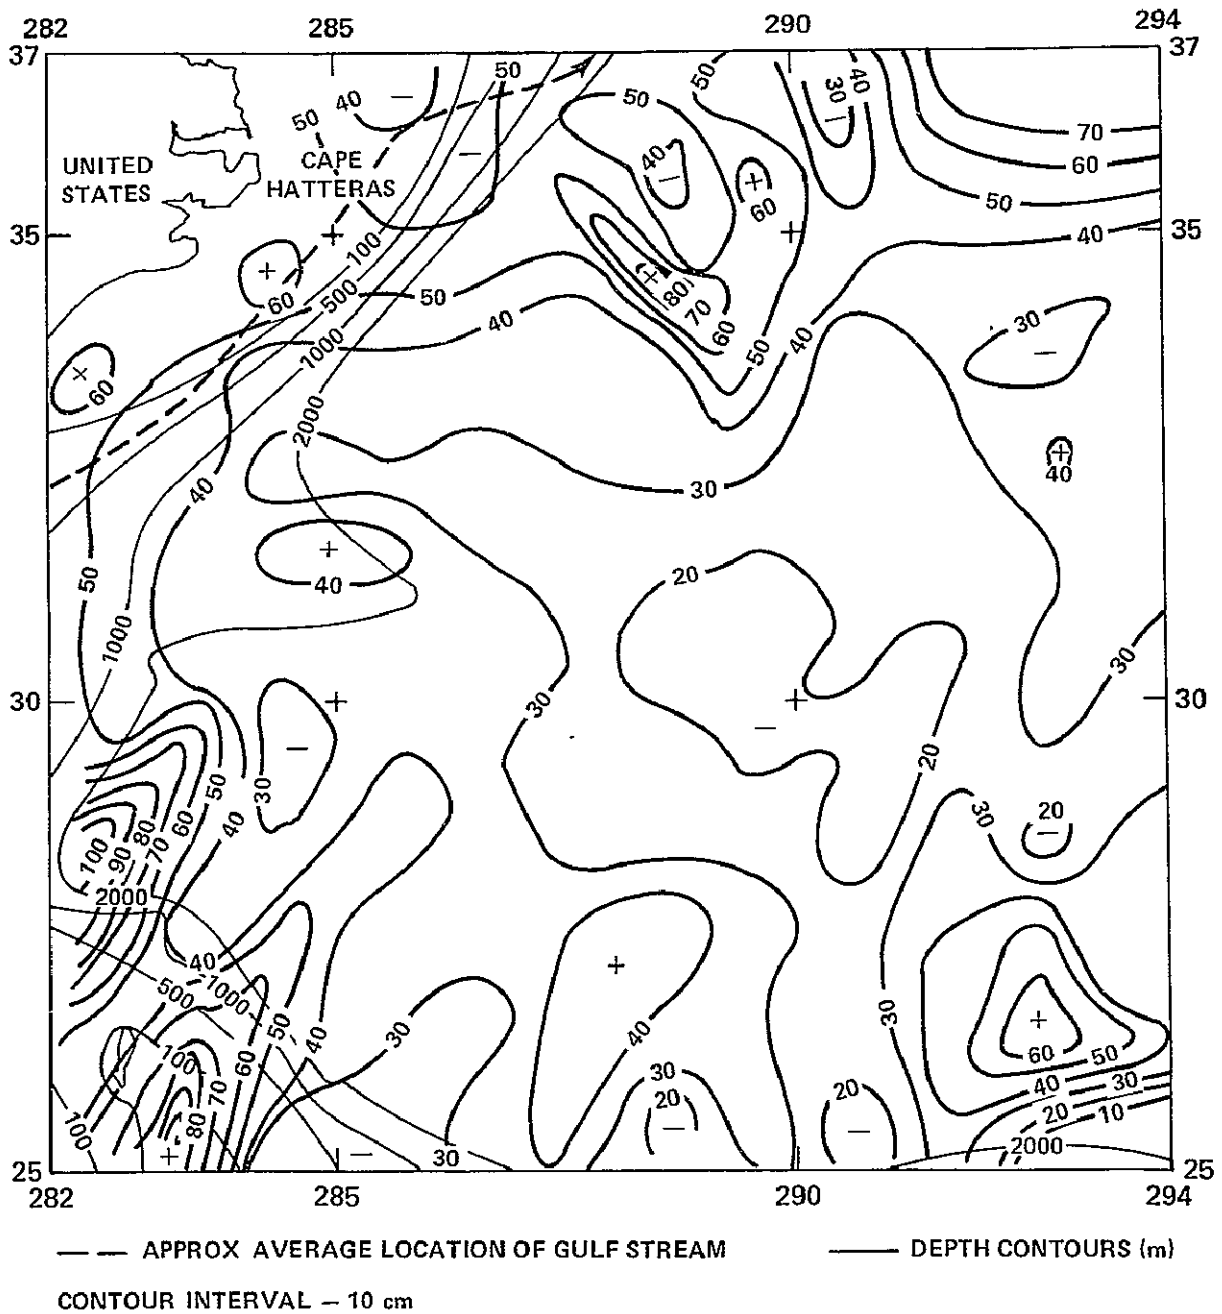 282 285 290 294
37 37
50 50 50 40
40 30
50
70
40 60
UNITED CAPE
STATES HATTERAS 60 50
35 100 40 35
60 500 50 80 30
40 70
1000 60
50 40
60
2000
40 30 40
50 20
40
1000
30
30 30 30
20
50 30
40 30 20
60
80
70
100 90
2000
40
1000
500
50 40 30 40 30
60 50
100 60 30 40 30
70 20 20 20 10
100 80 30 2000
25 25
282 285 290 294
— — APPROX AVERAGE LOCATION OF GULF STREAM —— DEPTH CONTOURS (m)
CONTOUR INTERVAL – 10 cm